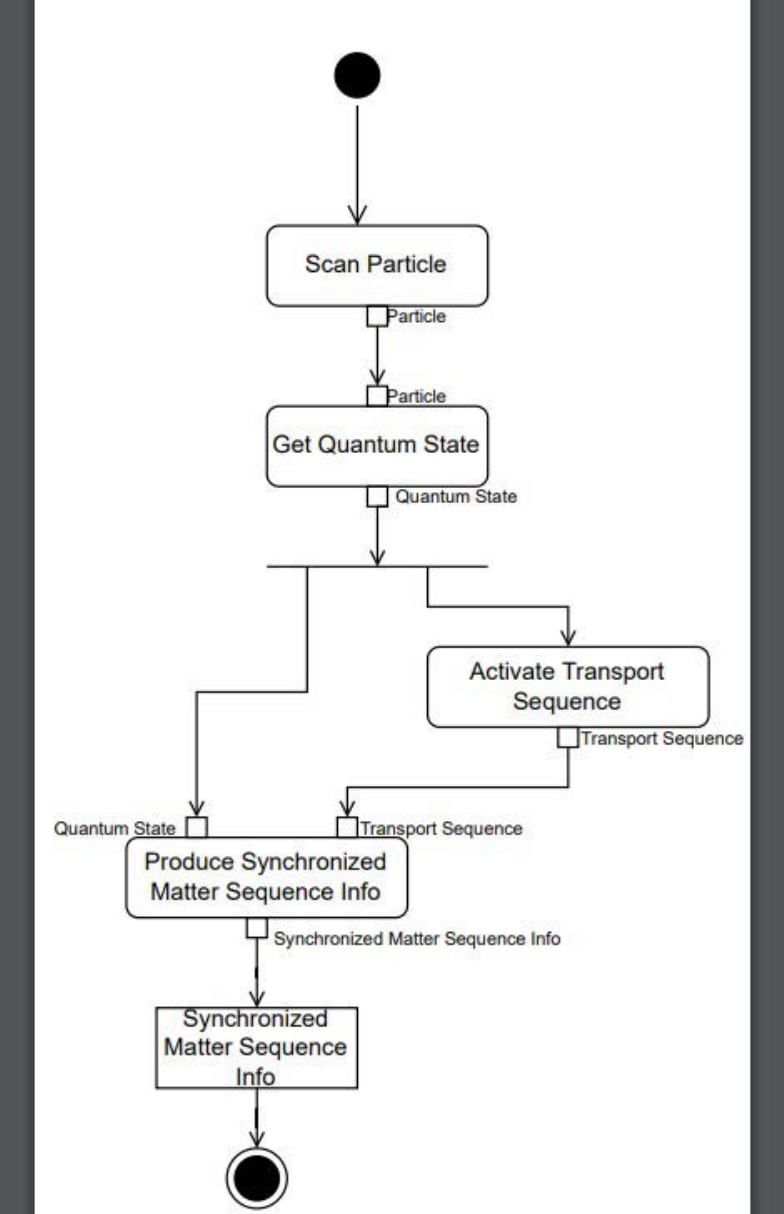 Scan Particle
Particle
Particle
Get Quantum State
Quantum State
Activate Transport
Sequence
Transport Sequence
Quantum State
Transport Sequence
Produce Synchronized
Matter Sequence Info
Synchronized Matter Sequence Info
Synchronized
Matter Sequence
Info